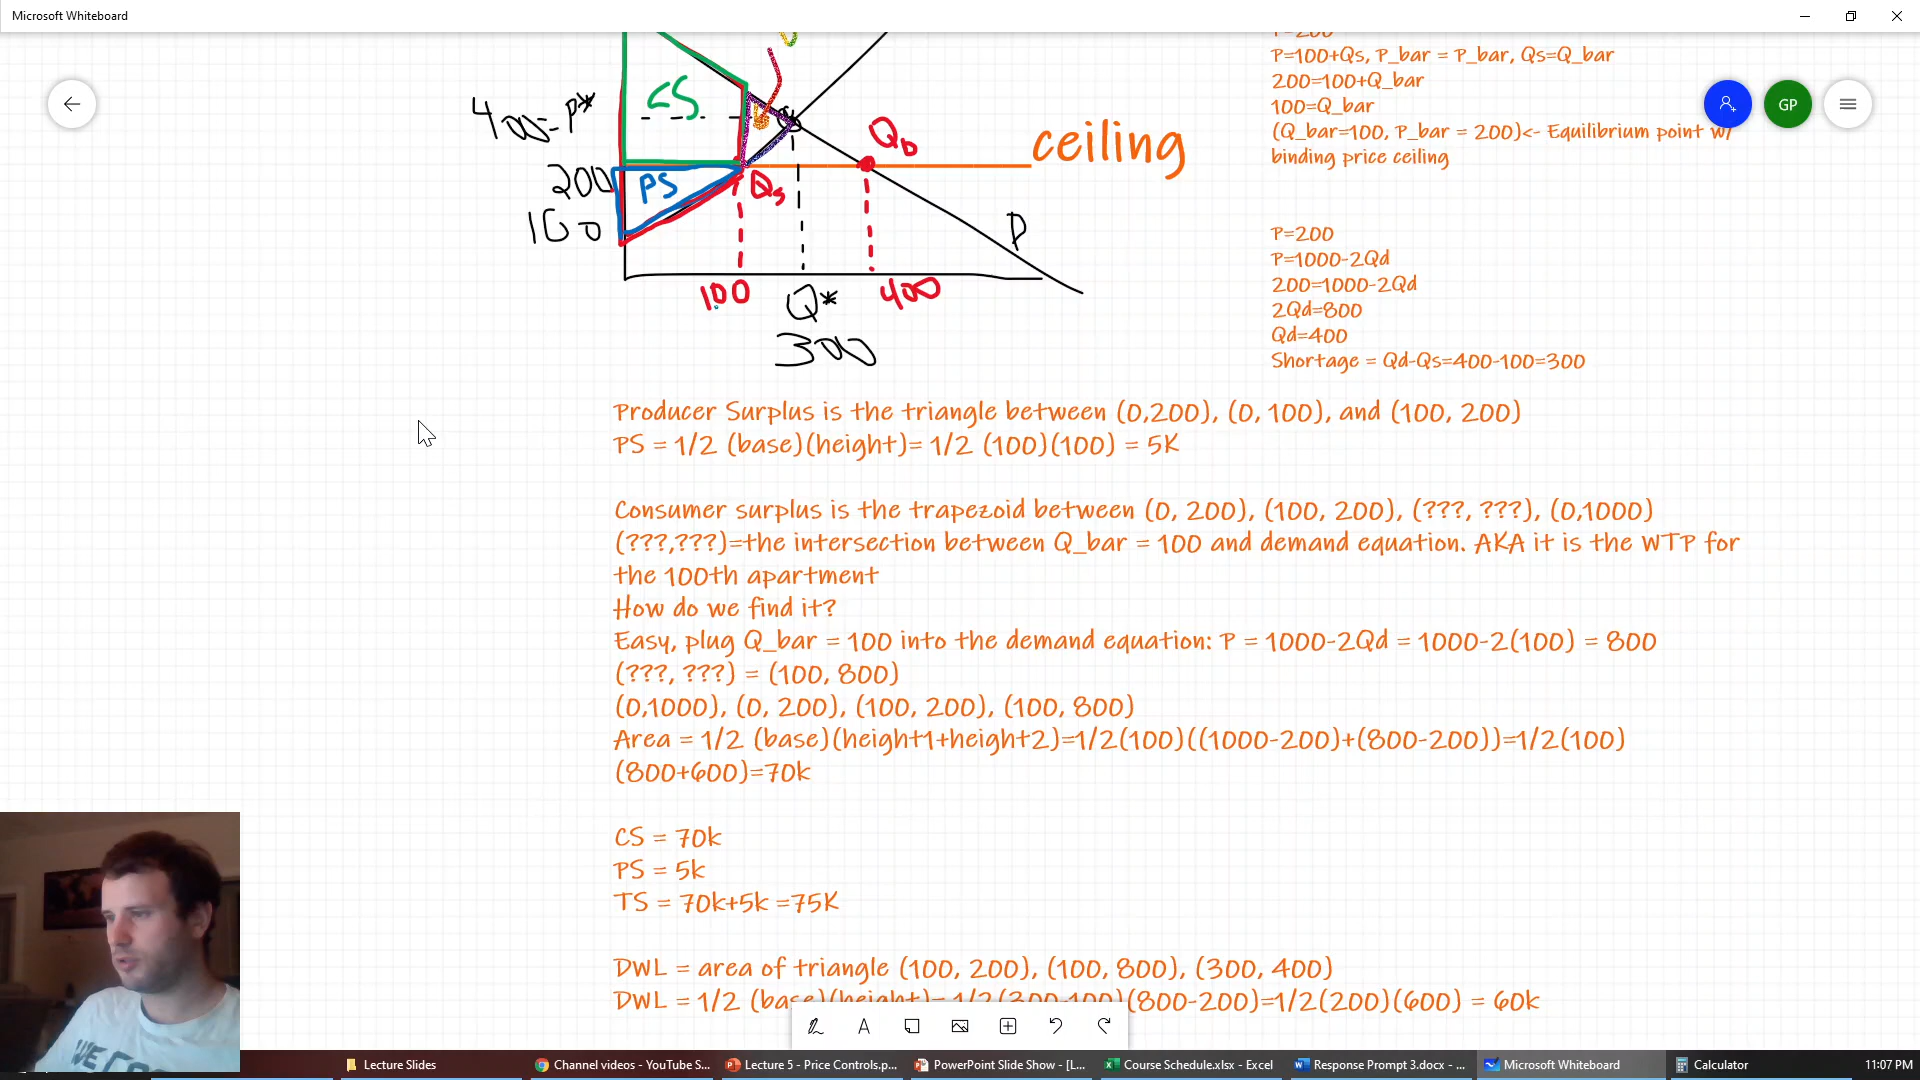 Microsoft Whiteboard
P=100+Qs, P_bar = P_bar, Qs=Q_bar
200=100+Q_bar
100=Q_bar
(Q_bar=100, P_bar = 200)<- Equilibrium point w/
binding price ceiling
GP
CS
400=P*
QD
ceiling
200
PS
Qs
100
P
100
Q*
400
300
P=200
P=1000-2Qd
200=1000-2Qd
2Qd=800
Qd=400
Shortage = Qd-Qs=400-100=300
Producer Surplus is the triangle between (0,200), (0, 100), and (100, 200)
PS = 1/2 (base)(height)= 1/2 (100)(100) = 5K
Consumer surplus is the trapezoid between (0, 200), (100, 200), (???, ???), (0,1000)
(???,???)=the intersection between Q_bar = 100 and demand equation. AKA it is the WTP for
the 100th apartment
How do we find it?
Easy, plug Q_bar = 100 into the demand equation: P = 1000-2Qd = 1000-2(100) = 800
(???, ???) = (100, 800)
(0,1000), (0, 200), (100, 200), (100, 800)
Area = 1/2 (base)(height1+height2)=1/2(100)((1000-200)+(800-200))=1/2(100)
(800+600)=70k
CS = 70k
PS = 5k
TS = 70k+5k =75K
DWL = area of triangle (100, 200), (100, 800), (300, 400)
DWL = 1/2 (base)(height)= 1/2(300-100)(800-200)=1/2(200)(600) = 60k
Lecture Slides
Channel videos - YouTube S...
Lecture 5 - Price Controls.p...
PowerPoint Slide Show - [L...
Course Schedule.xlsx - Excel
Response Prompt 3.docx - ...
Microsoft Whiteboard
Calculator
11:07 PM